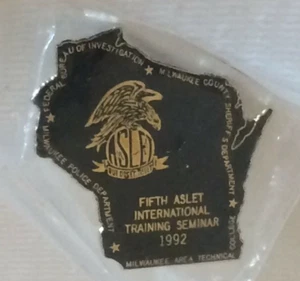 FEDERAL BUREAU OF INVESTIGATION ★ MILWAUKEE COUNTY SHERIFF'S DEPARTMENT
MILWAUKEE POLICE DEPARTMENT
ASLET
FIFTH ASLET
INTERNATIONAL
TRAINING SEMINAR
1992
MILWAUKEE AREA TECHNICAL COLLEGE